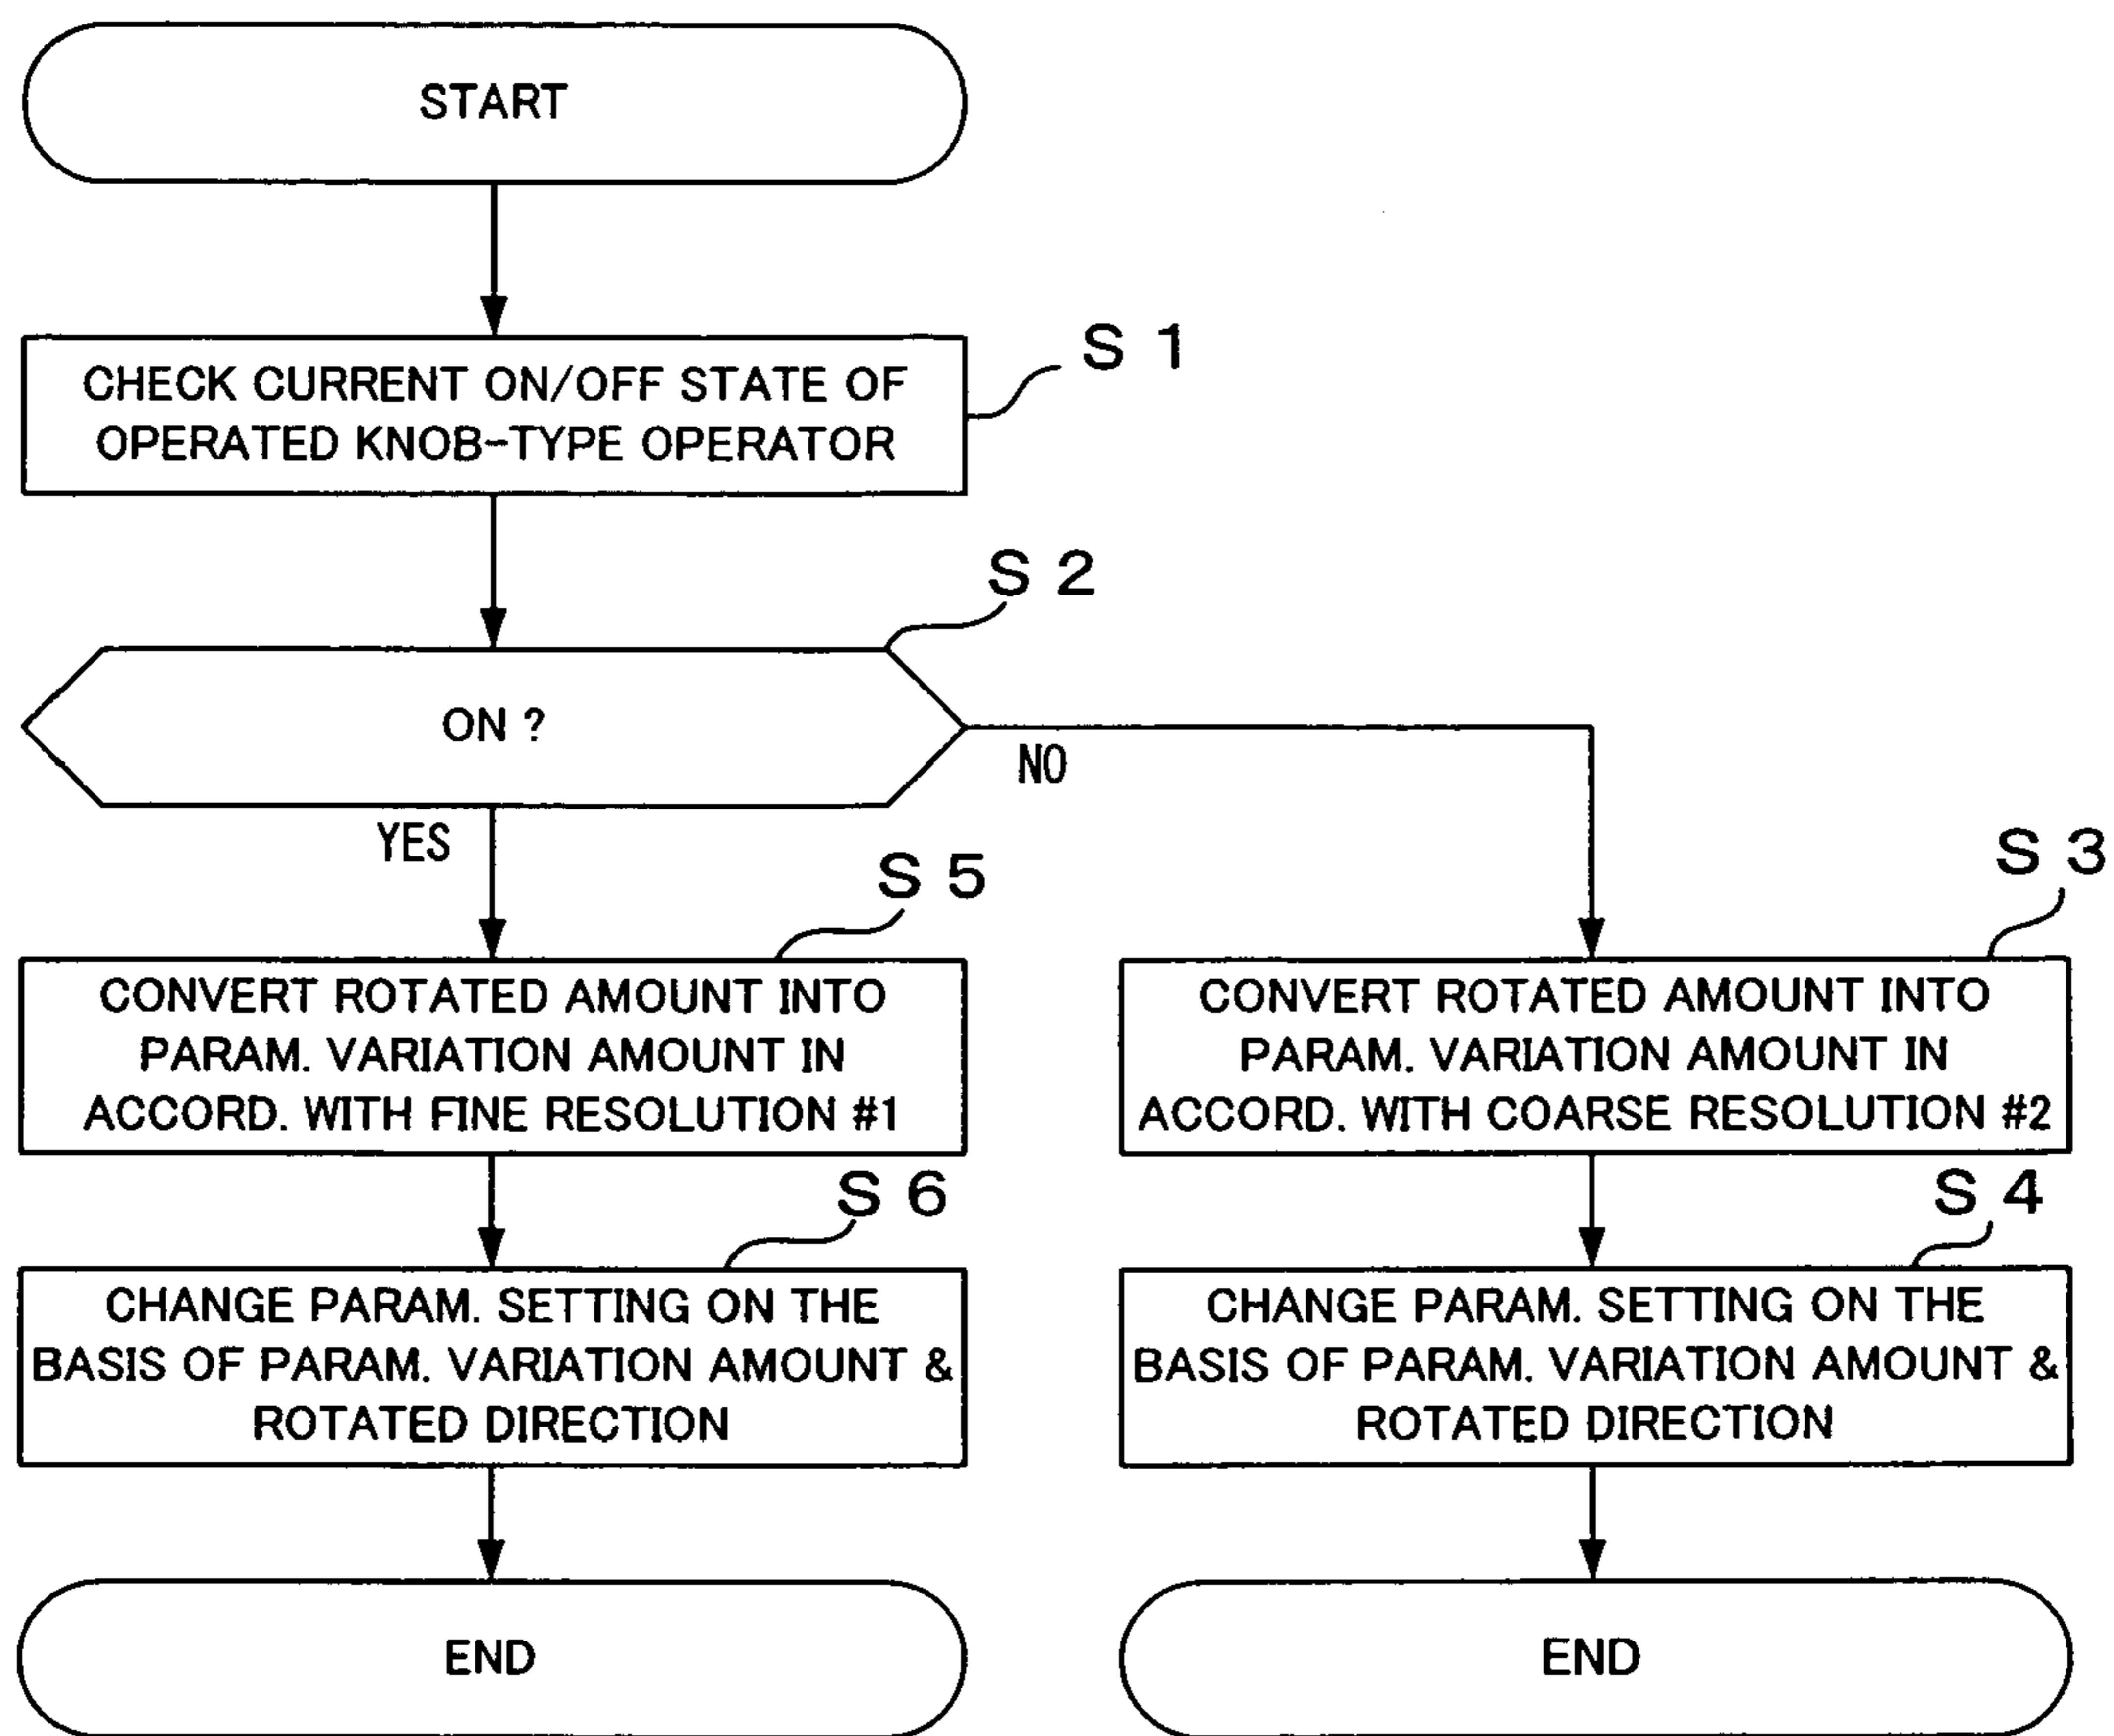 START
S 1
CHECK CURRENT ON/OFF STATE OF
OPERATED KNOB-TYPE OPERATOR
S 2
ON ?
NO
YES
S 5
CONVERT ROTATED AMOUNT INTO
PARAM. VARIATION AMOUNT IN
ACCORD. WITH FINE RESOLUTION #1
S 6
CHANGE PARAM. SETTING ON THE
BASIS OF PARAM. VARIATION AMOUNT &
ROTATED DIRECTION
END
S 3
CONVERT ROTATED AMOUNT INTO
PARAM. VARIATION AMOUNT IN
ACCORD. WITH COARSE RESOLUTION #2
S 4
CHANGE PARAM. SETTING ON THE
BASIS OF PARAM. VARIATION AMOUNT &
ROTATED DIRECTION
END